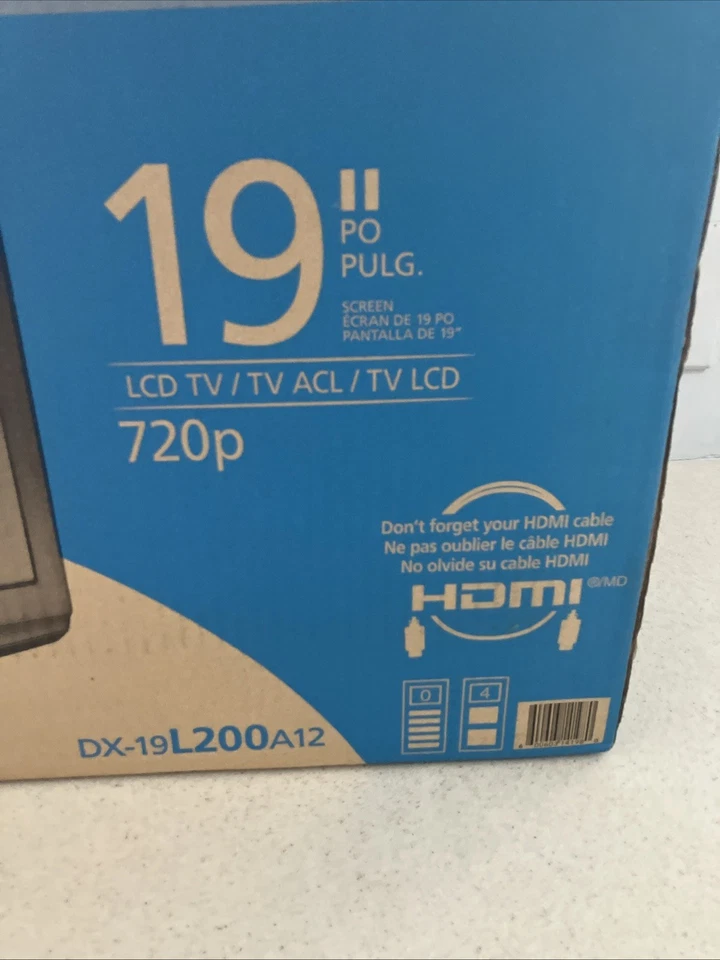 19"
PO
PULG.
SCREEN
ÉCRAN DE 19 PO
PANTALLA DE 19"
LCD TV / TV ACL / TV LCD
720p
Don't forget your HDMI cable
Ne pas oublier le câble HDMI
No olvide su cable HDMI
HDMI ®/MD
0 4
DX-19L200A12